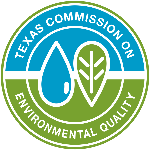 TEXAS COMMISSION ON
ENVIRONMENTAL QUALITY